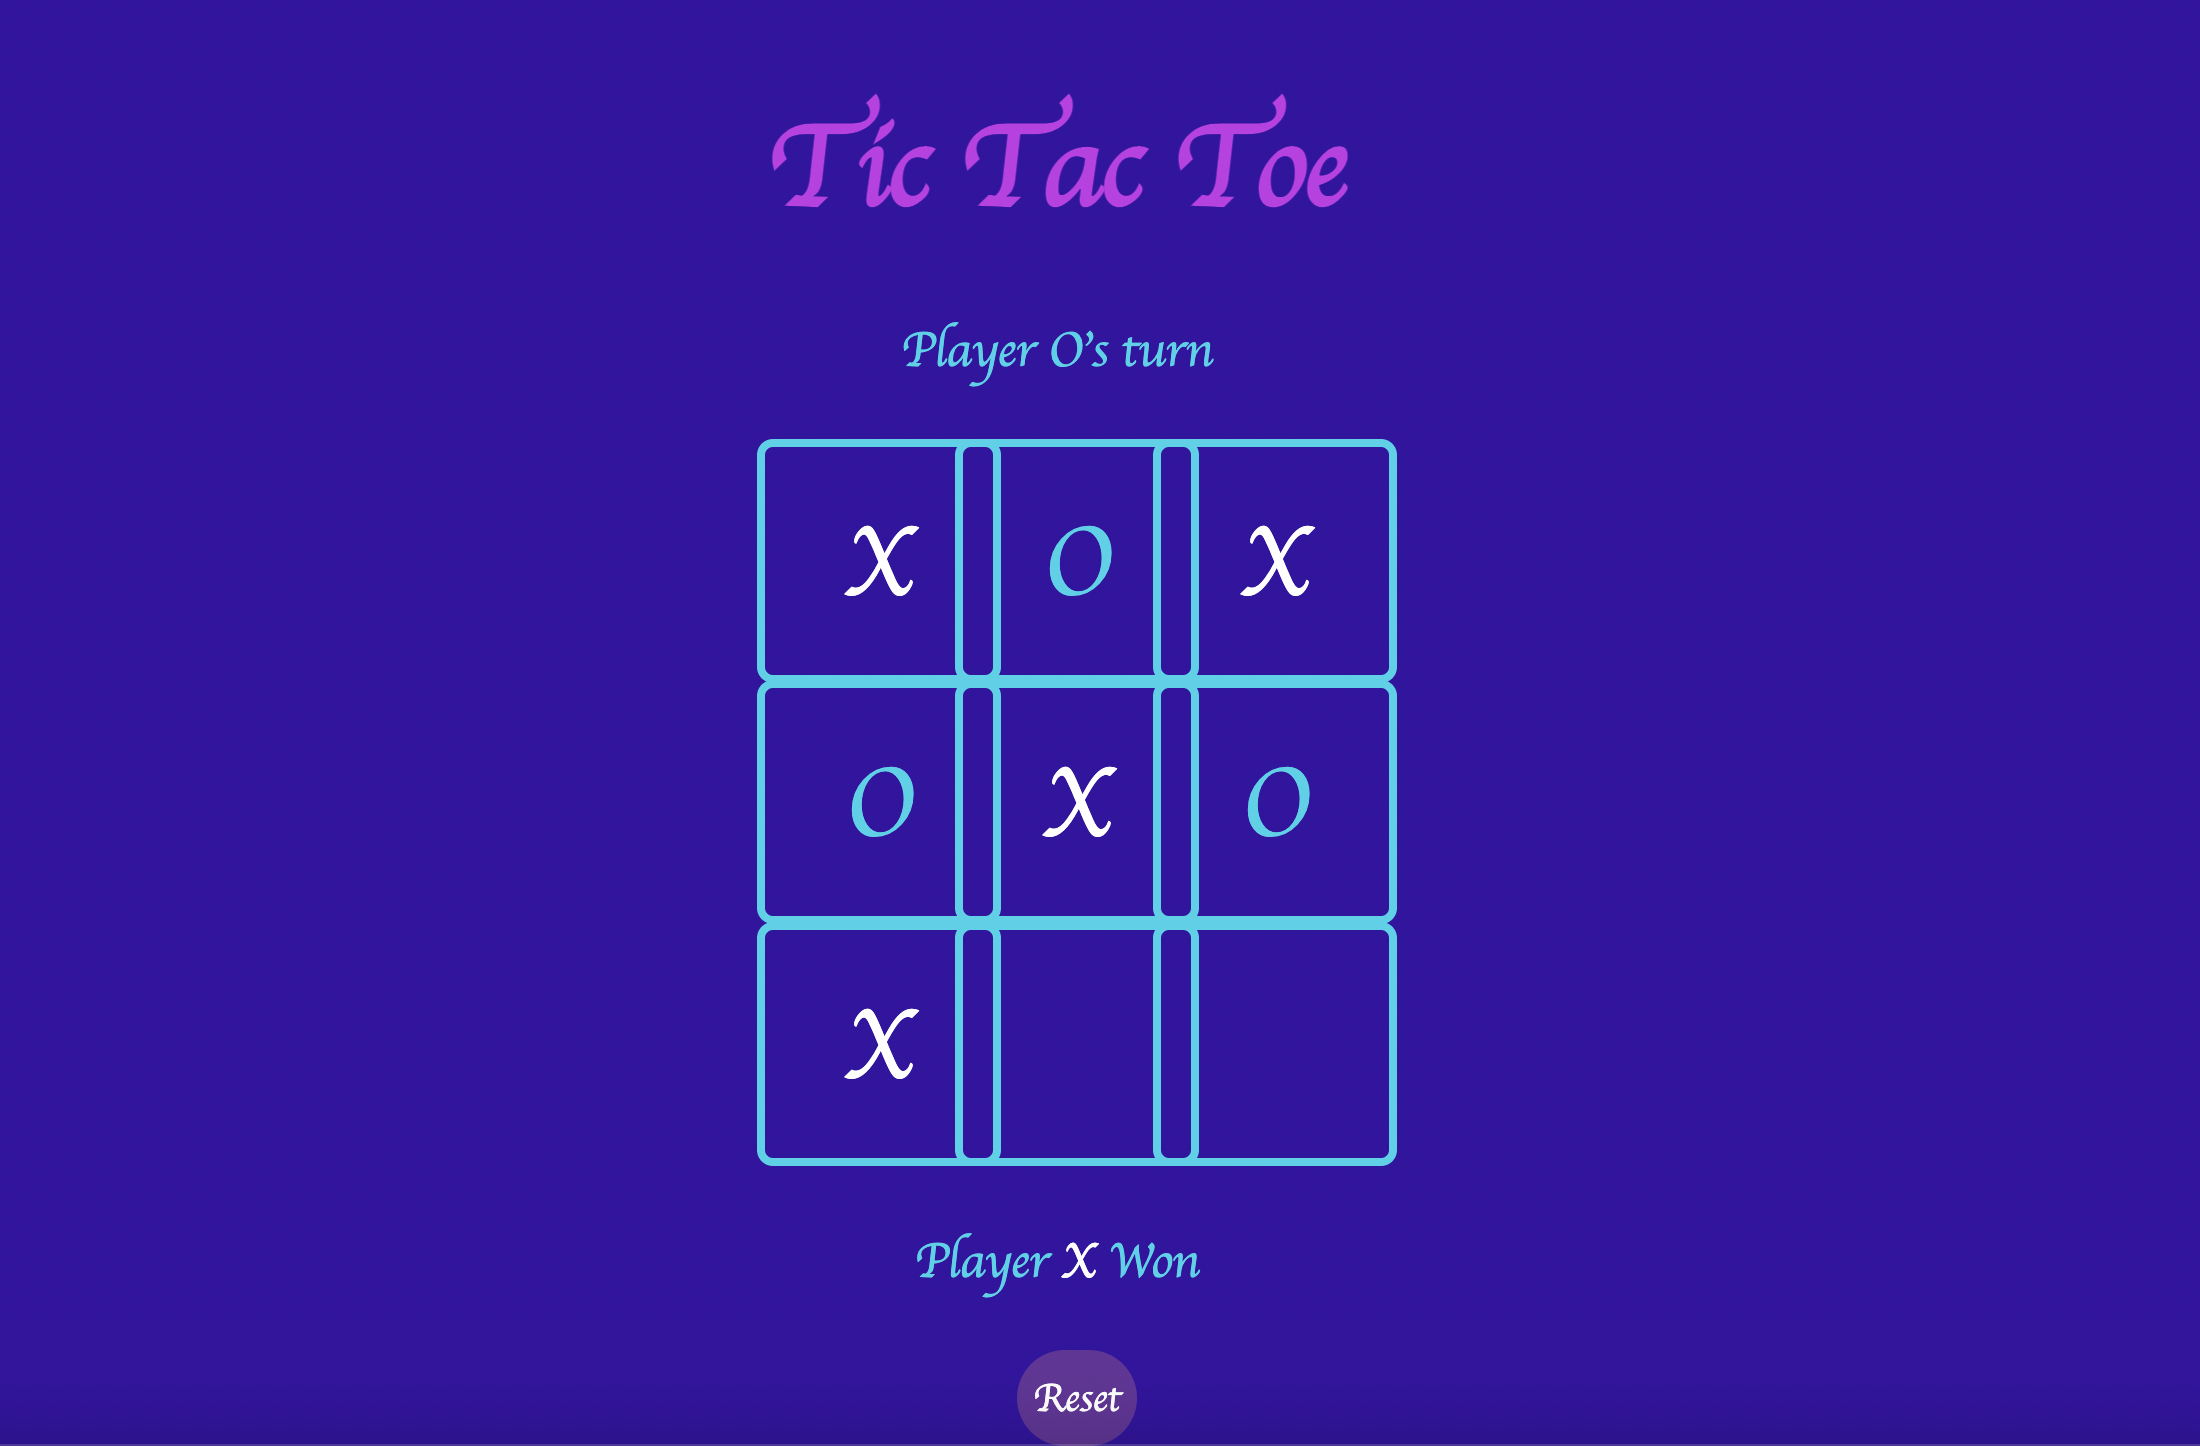 Tic Tac Toe
Player O's turn
X O X
O X O
X
Player X Won
Reset